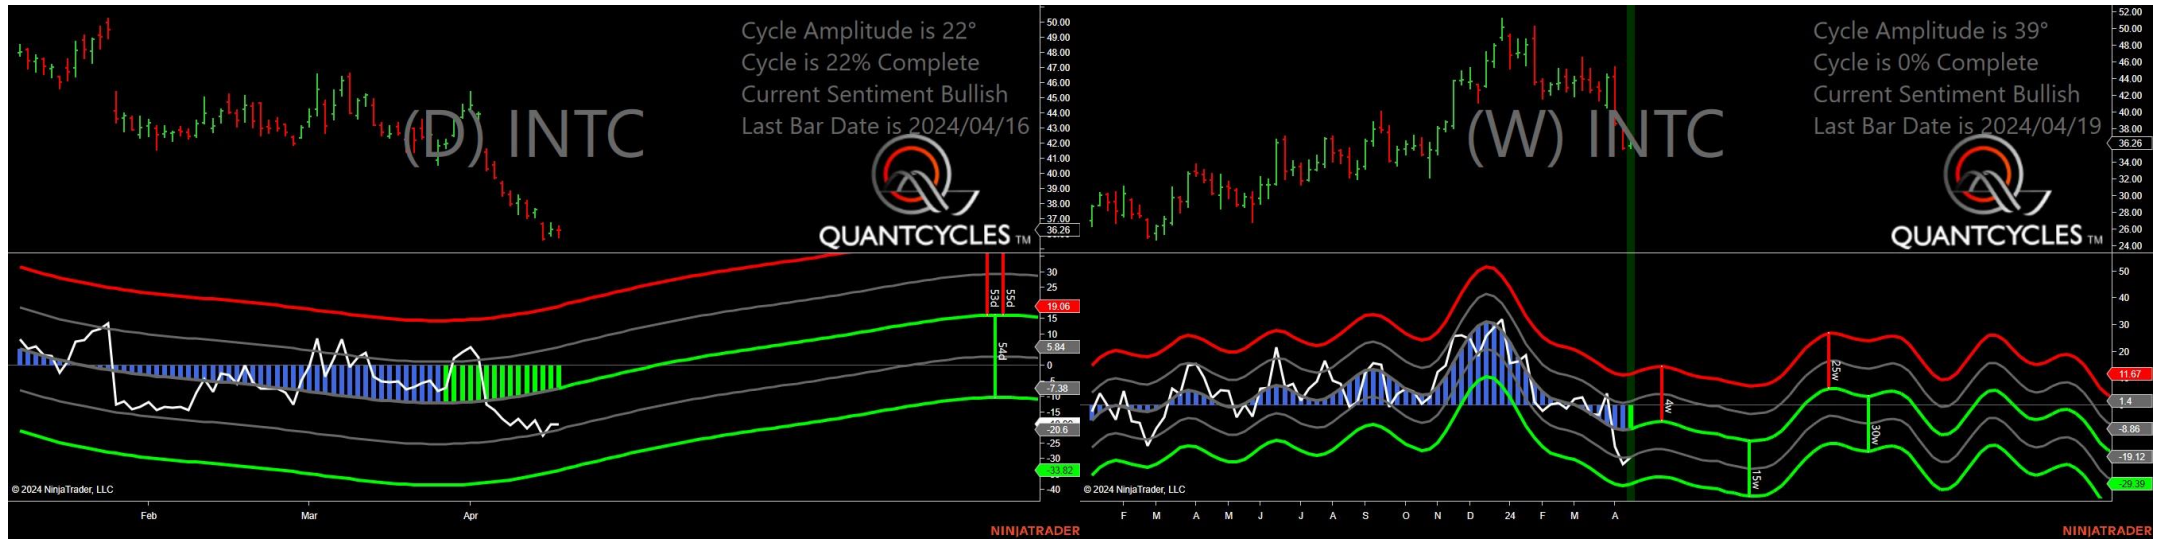 Cycle Amplitude is 22°
Cycle is 22% Complete
Current Sentiment Bullish
Last Bar Date is 2024/04/16
(D) INTC
QUANTCYCLES TM
50.00
49.00
48.00
47.00
46.00
45.00
44.00
43.00
42.00
41.00
40.00
39.00
38.00
37.00
36.26
30
19.06
15
10
5.84
0
-7.38
-10
-15
-20.6
-25
-30
-33.82
-40
53d
55d
54d
© 2024 NinjaTrader, LLC
Feb
Mar
Apr
NINJATRADER
Cycle Amplitude is 39°
Cycle is 0% Complete
Current Sentiment Bullish
Last Bar Date is 2024/04/19
(W) INTC
QUANTCYCLES TM
52.00
50.00
48.00
46.00
44.00
42.00
40.00
38.00
36.26
34.00
32.00
30.00
28.00
26.00
24.00
50
40
30
20
11.67
1.4
-8.86
-19.12
-29.39
4w
15w
25w
30w
© 2024 NinjaTrader, LLC
F
M
A
M
J
J
A
S
O
N
D
24
F
M
A
NINJATRADER